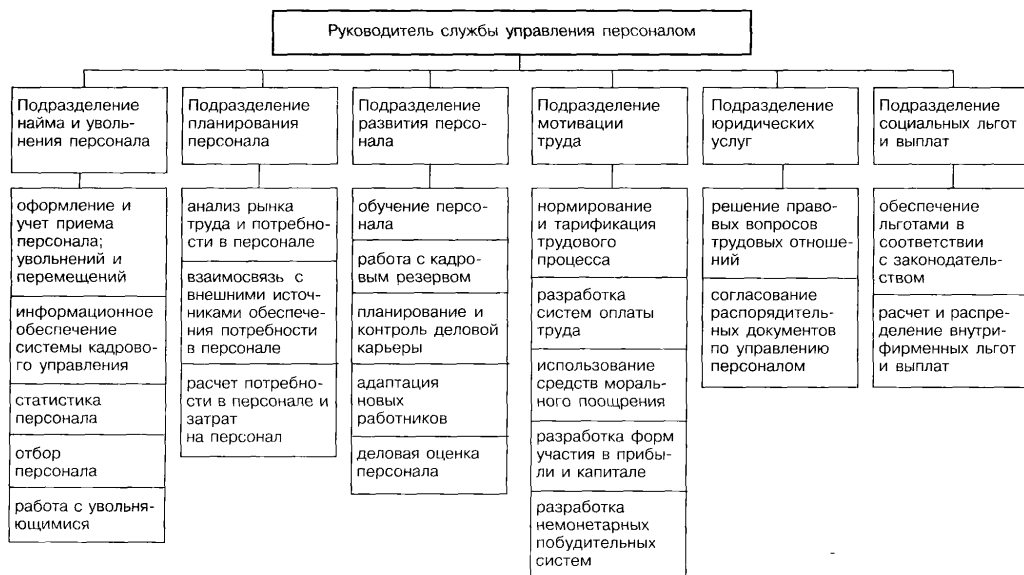 Руководитель службы управления персоналом
Подразделение
найма и уволь-
нения персонала
Подразделение
планирования
персонала
Подразделение
развития персо-
нала
Подразделение
мотивации
труда
Подразделение
юридических
услуг
Подразделение
социальных льгот
и выплат
оформление и
учет приема
персонала;
увольнений и
перемещений
информационное
обеспечение
системы кадрово-
го управления
статистика
персонала
отбор
персонала
работа с увольня-
ющимися
анализ рынка
труда и потребно-
сти в персонале
взаимосвязь с
внешними источ-
никами обеспече-
ния потребности
в персонале
расчет потребно-
сти в персонале и
затрат
на персонал
обучение персо-
нала
работа с кадро-
вым резервом
планирование и
контроль деловой
карьеры
адаптация
новых
работников
деловая оценка
персонала
нормирование
и тарификация
трудового
процесса
разработка
систем оплаты
труда
использование
средств мораль-
ного поощрения
разработка форм
участия в прибы-
ли и капитале
разработка
немонетарных
побудительных
систем
решение право-
вых вопросов
трудовых отноше-
ний
согласование
распорядитель-
ных документов
по управлению
персоналом
обеспечение
льготами в
соответствии
с законодатель-
ством
расчет и распре-
деление внутри-
фирменных льгот
и выплат